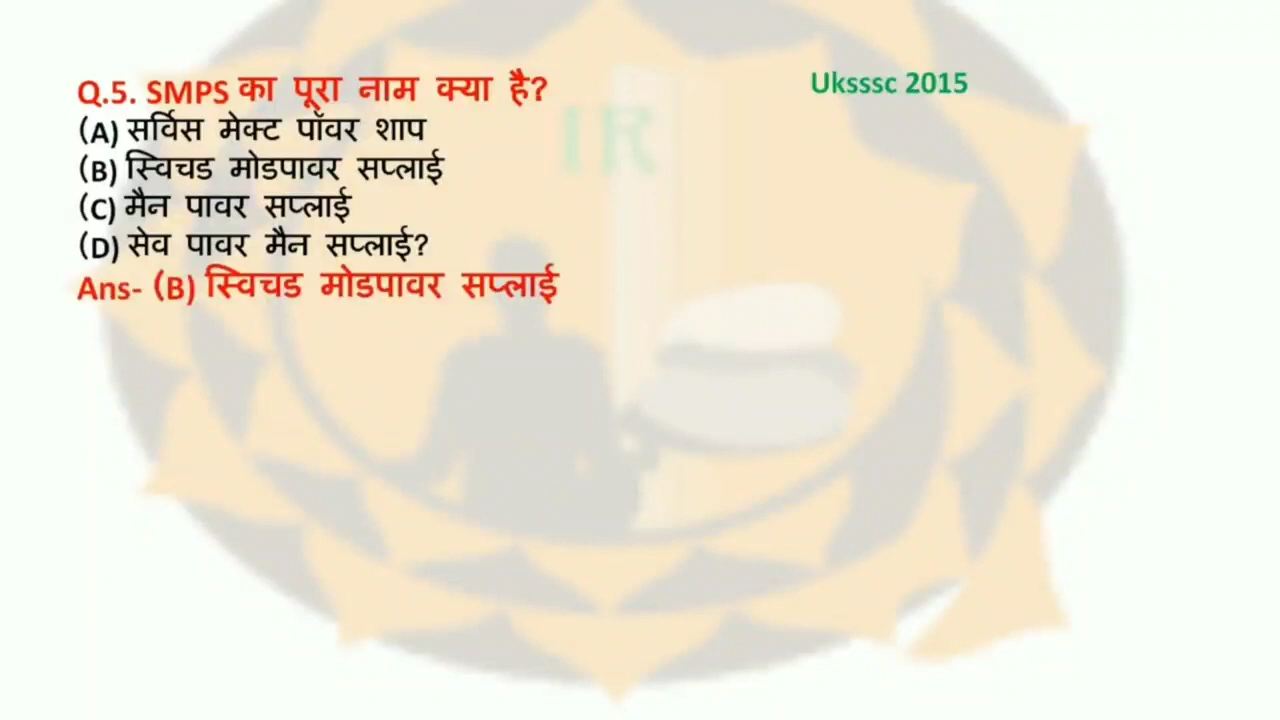 Q.5. SMPS का पूरा नाम क्या है? Uksssc 2015
(A) सर्विस मेक्ट पॉवर शाप
(B) स्विचड मोडपावर सप्लाई
(C) मैन पावर सप्लाई
(D) सेव पावर मैन सप्लाई?
Ans- (B) स्विचड मोडपावर सप्लाई
IR